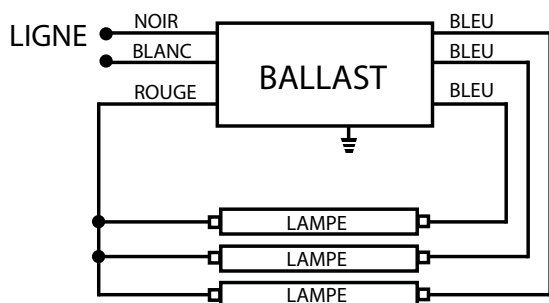 LIGNE
NOIR
BLANC
ROUGE
BALLAST
BLEU
BLEU
BLEU
LAMPE
LAMPE
LAMPE